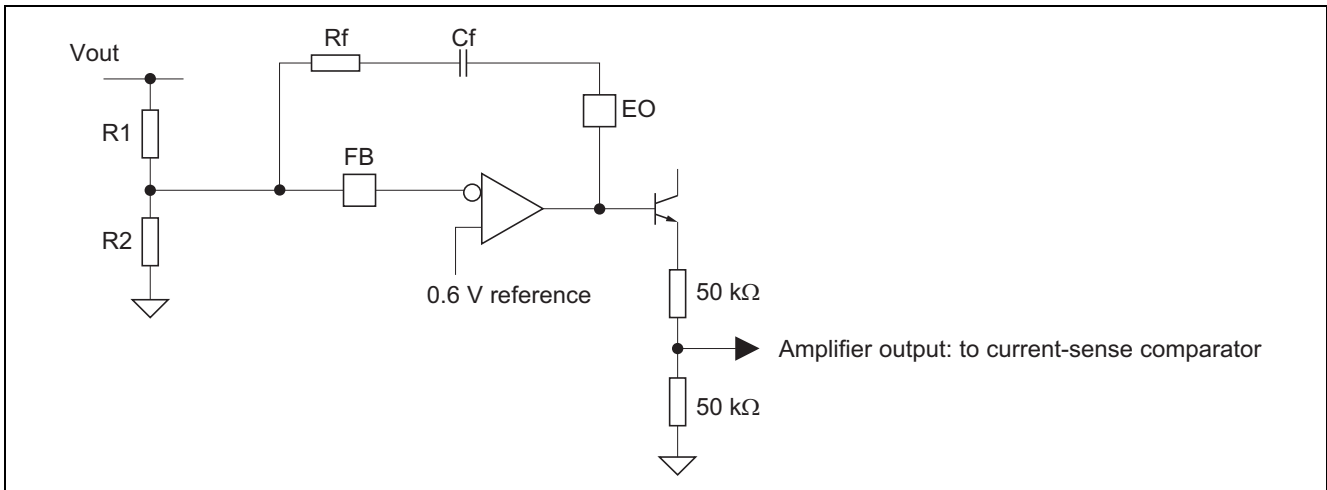 Vout
Rf
Cf
EO
R1
FB
R2
0.6 V reference
50 kΩ
Amplifier output: to current-sense comparator
50 kΩ